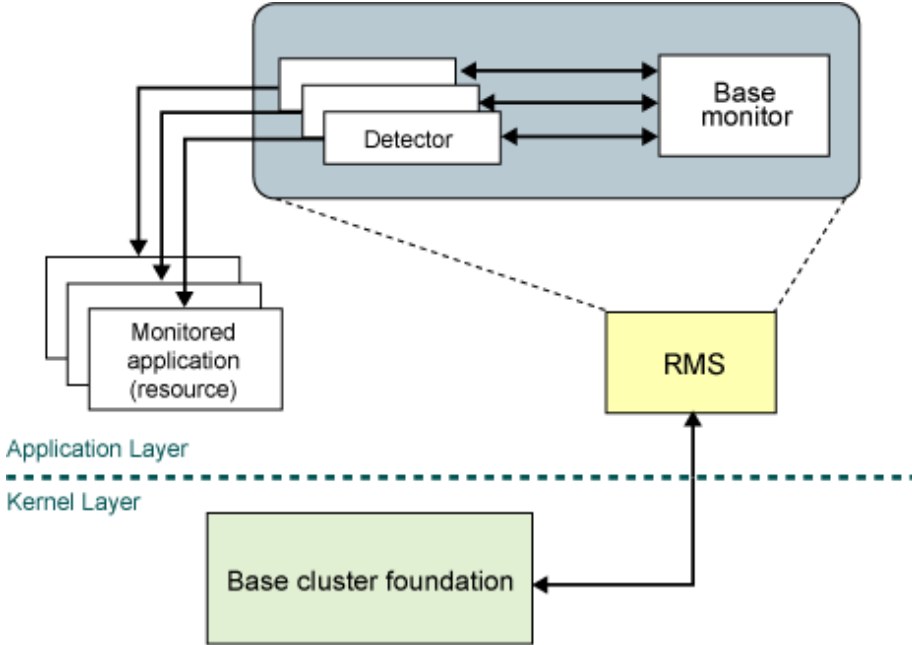 Base
monitor
Detector
Monitored
application
(resource)
RMS
Application Layer
Kernel Layer
Base cluster foundation